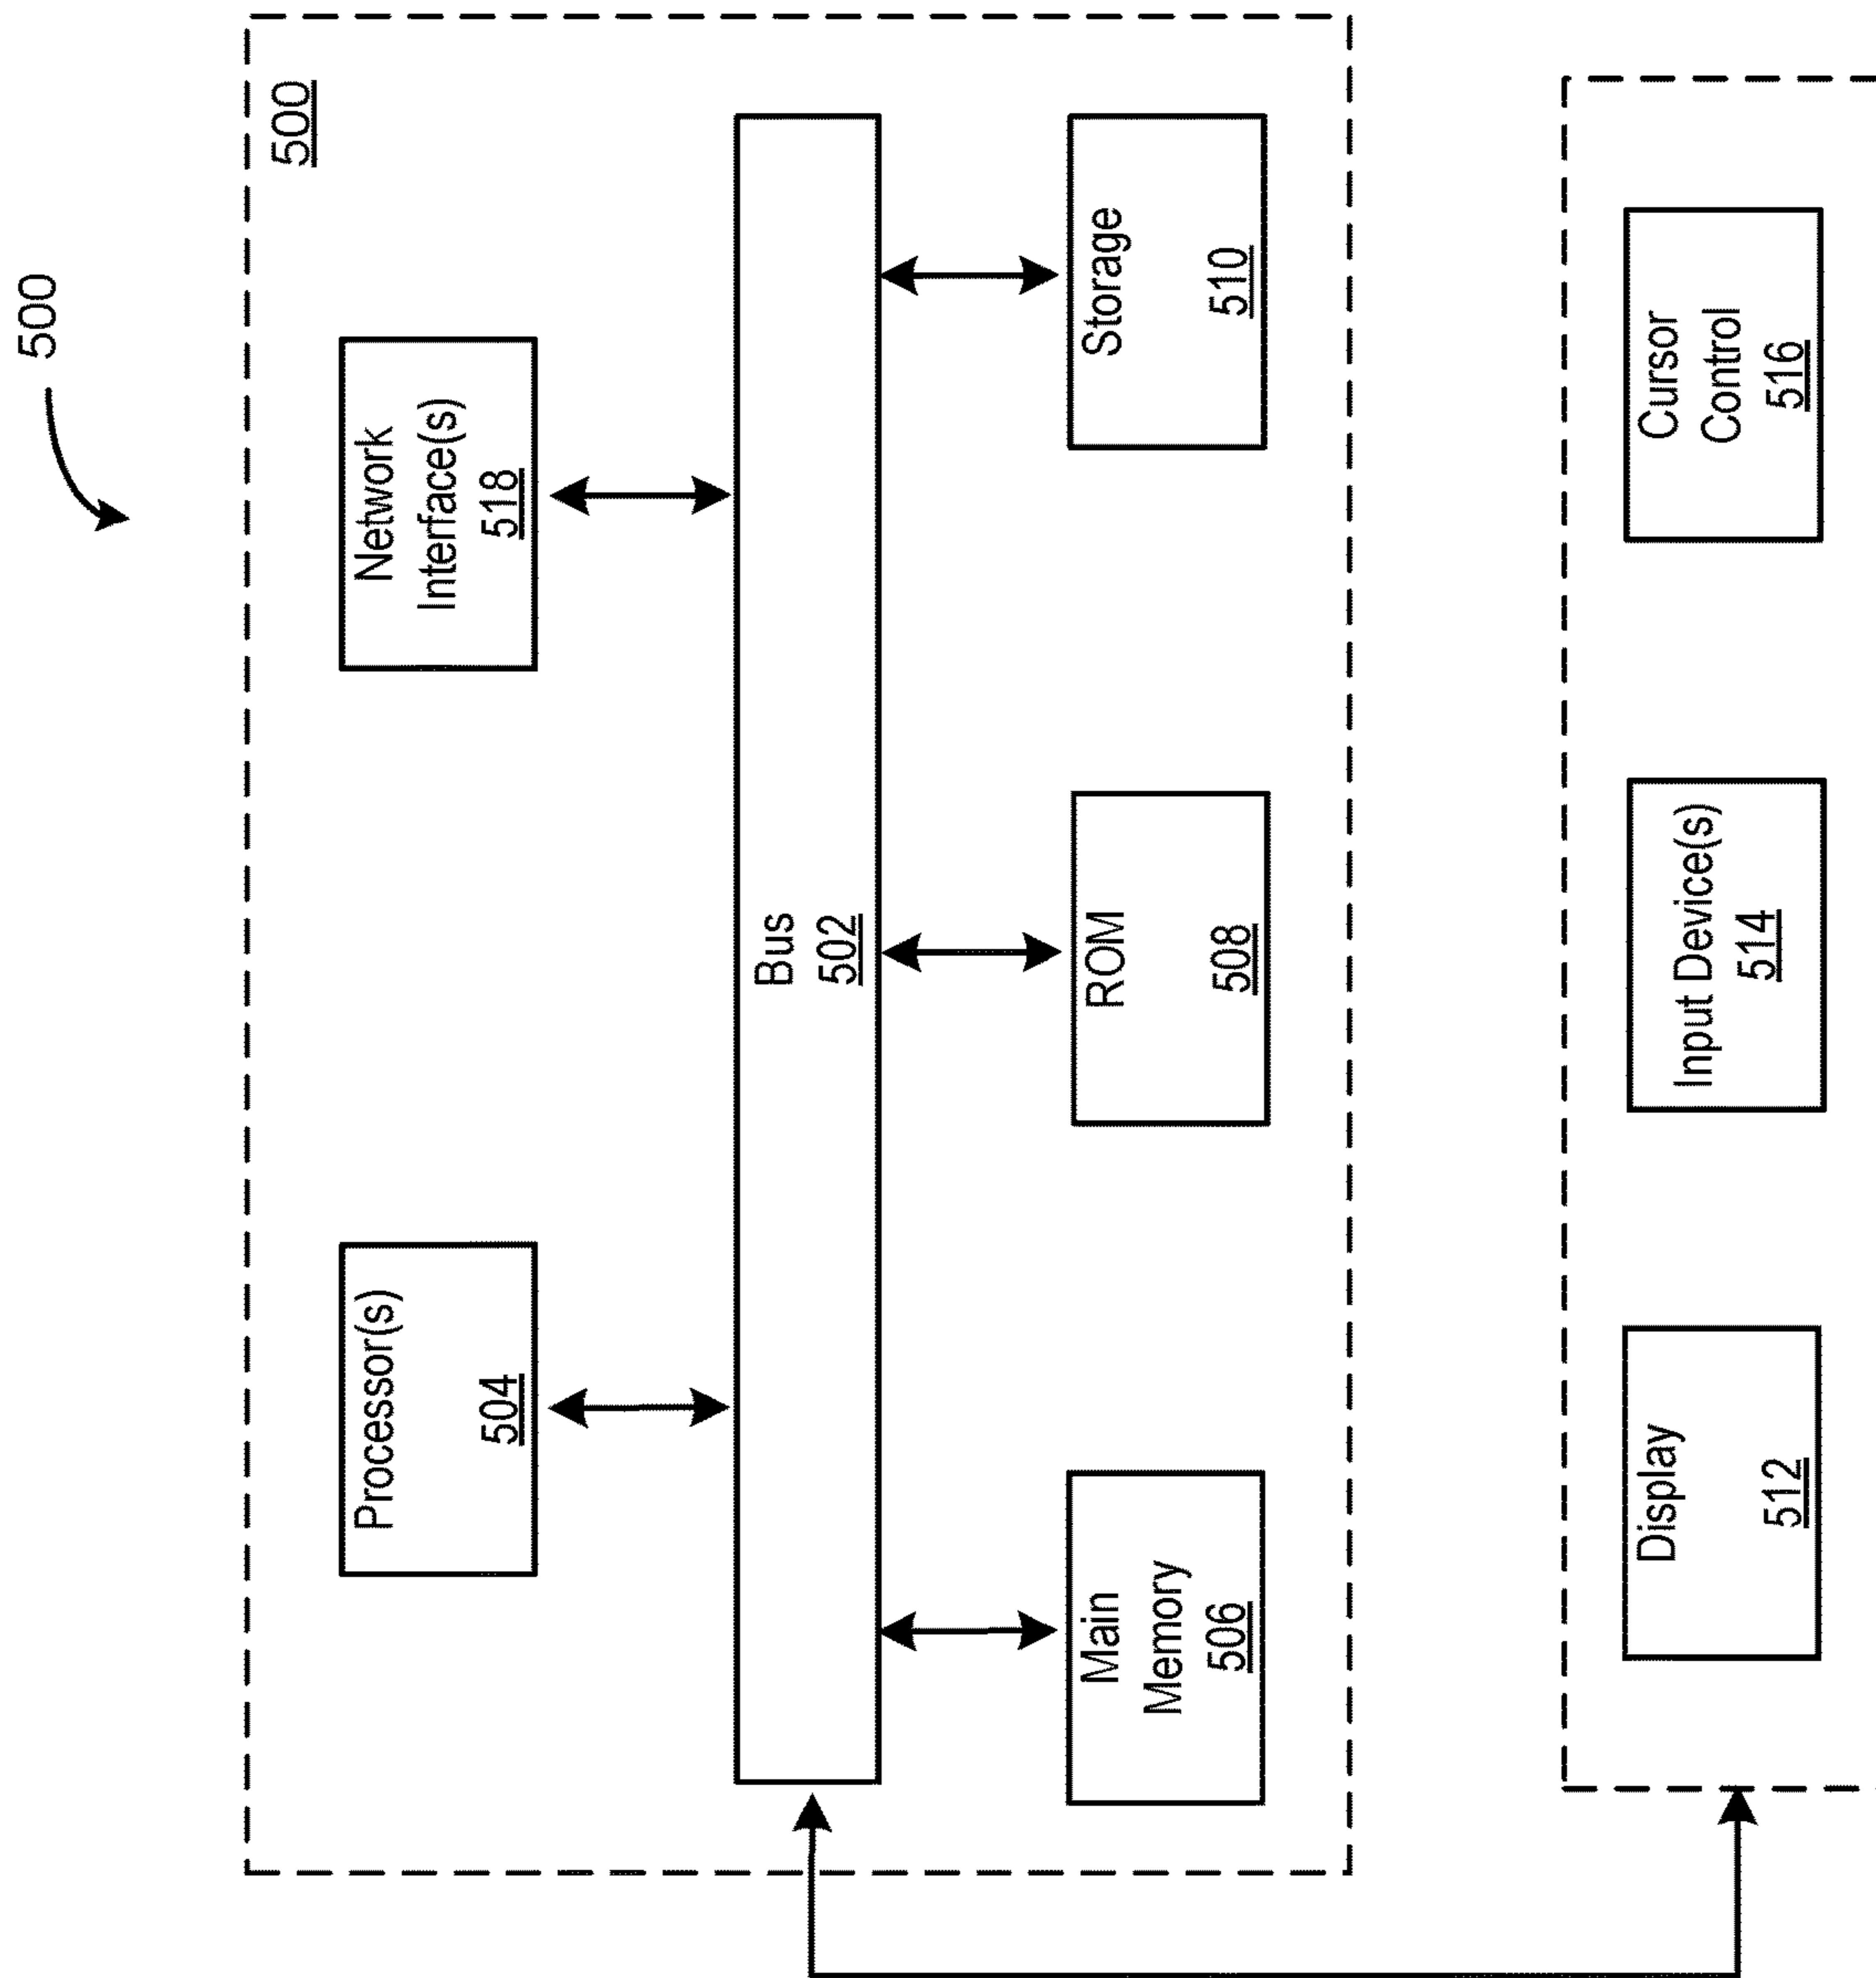 500
500
Processor(s)
504
Network
Interface(s)
518
Bus
502
Main
Memory
506
ROM
508
Storage
510
Display
512
Input Device(s)
514
Cursor
Control
516